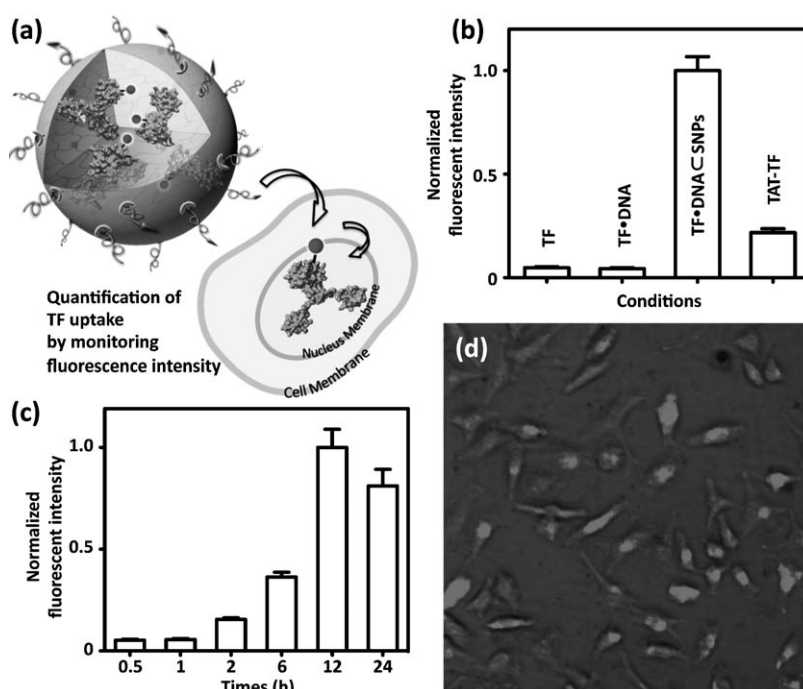 (a)
Quantification of
TF uptake
by monitoring
fluorescence intensity
Nucleus Membrane
Cell Membrane
(b)
Normalized
fluorescent intensity
1.0
0.5
0
TF
TF•DNA
TF•DNA⊂SNPs
TAT-TF
Conditions
(c)
Normalized
fluorescent intensity
1.0
0.5
0
0.5 1 2 6 12 24
Times (h)
(d)